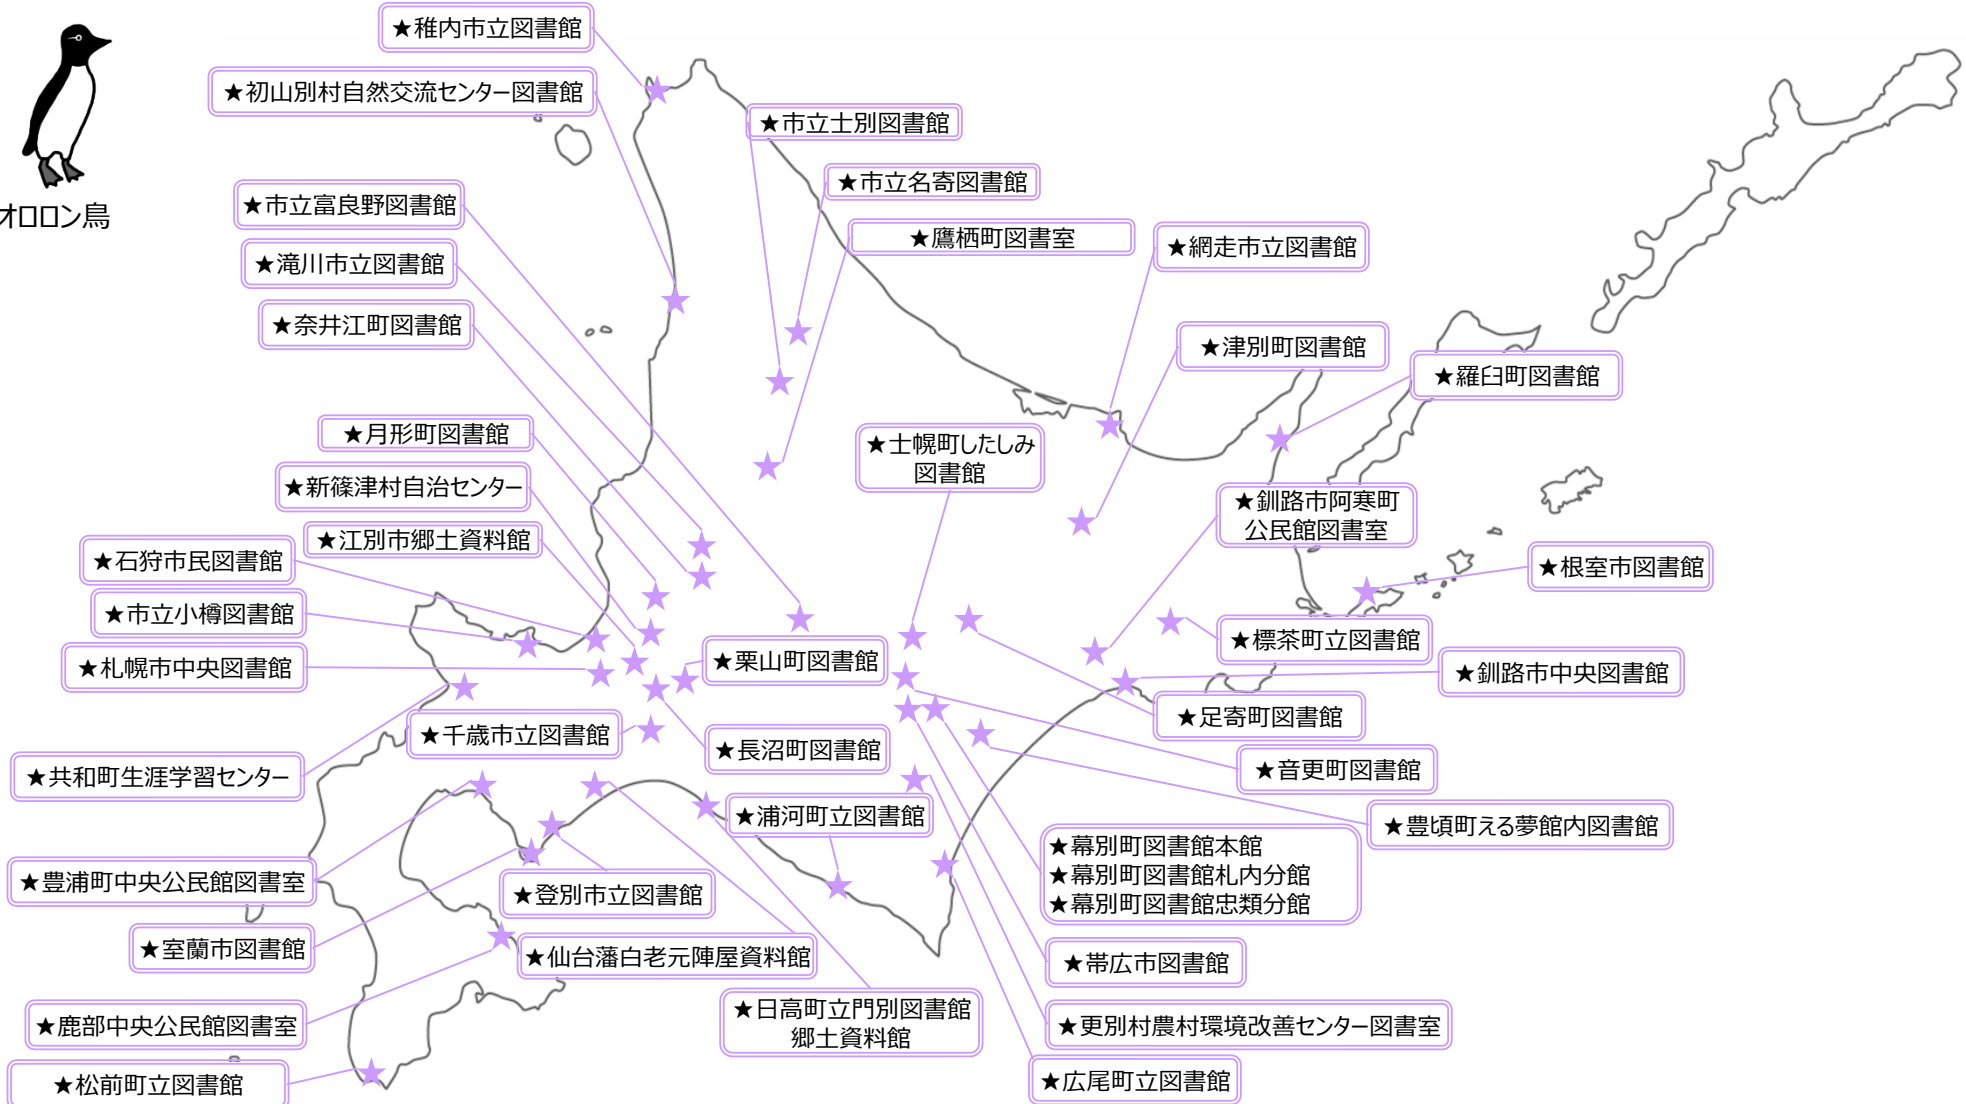 ★稚内市立図書館
★初山別村自然交流センター図書館
★市立士別図書館
★市立名寄図書館
オロロン鳥
★市立富良野図書館
★鷹栖町図書室
★網走市立図書館
★滝川市立図書館
★奈井江町図書館
★津別町図書館
★羅臼町図書館
★月形町図書館
★士幌町したしみ
図書館
★新篠津村自治センター
★釧路市阿寒町
公民館図書室
★江別市郷土資料館
★石狩市民図書館
★根室市図書館
★市立小樽図書館
★標茶町立図書館
★札幌市中央図書館
★栗山町図書館
★釧路市中央図書館
★足寄町図書館
★千歳市立図書館
★長沼町図書館
★音更町図書館
★共和町生涯学習センター
★浦河町立図書館
★豊頃町える夢館内図書館
★幕別町図書館本館
★幕別町図書館札内分館
★幕別町図書館忠類分館
★豊浦町中央公民館図書室
★登別市立図書館
★室蘭市図書館
★仙台藩白老元陣屋資料館
★帯広市図書館
★日高町立門別図書館
郷土資料館
★鹿部中央公民館図書室
★更別村農村環境改善センター図書室
★松前町立図書館
★広尾町立図書館